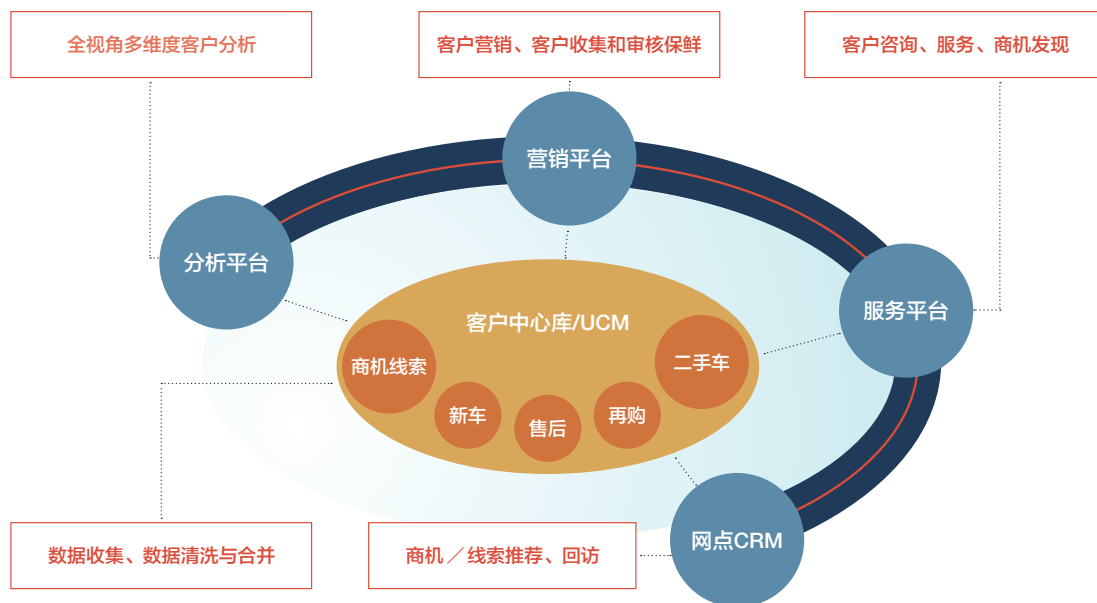 全视角多维度客户分析
客户营销、客户收集和审核保鲜
客户咨询、服务、商机发现
营销平台
分析平台
服务平台
客户中心库/UCM
商机线索
二手车
新车
售后
再购
网点CRM
数据收集、数据清洗与合并
商机／线索推荐、回访